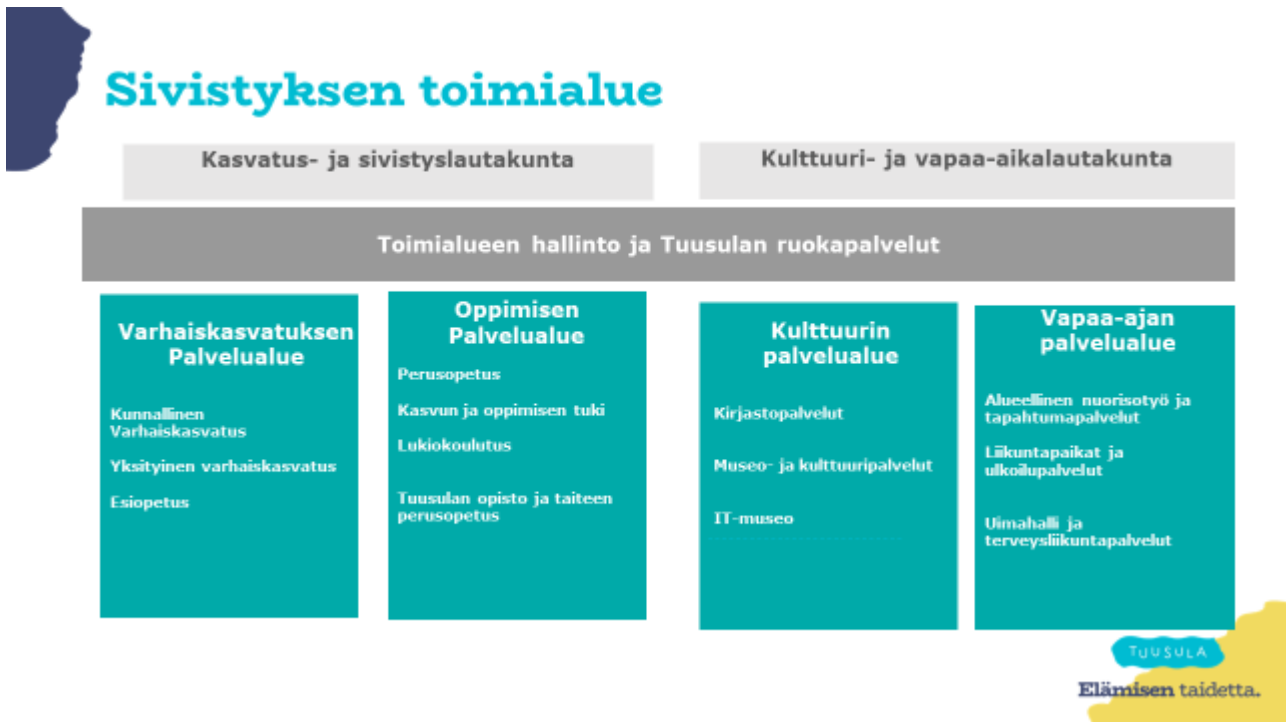 Sivistyksen toimialue
Kasvatus- ja sivistyslautakunta
Kulttuuri- ja vapaa-aikalautakunta
Toimialueen hallinto ja Tuusulan ruokapalvelut
Varhaiskasvatuksen
Palvelualue
Kunnallinen
Varhaiskasvatus
Yksityinen varhaiskasvatus
Esiopetus
Oppimisen
Palvelualue
Perusopetus
Kasvun ja oppimisen tuki
Lukiokoulutus
Tuusulan opisto ja taiteen
perusopetus
Kulttuurin
palvelualue
Kirjastopalvelut
Museo- ja kulttuuripalvelut
IT-museo
Vapaa-ajan
palvelualue
Alueellinen nuorisotyö ja
tapahtumapalvelut
Liikuntapaikat ja
ulkoilupalvelut
Uimahalli ja
terveysliikuntapalvelut
TUUSULA
Elämisen taidetta.